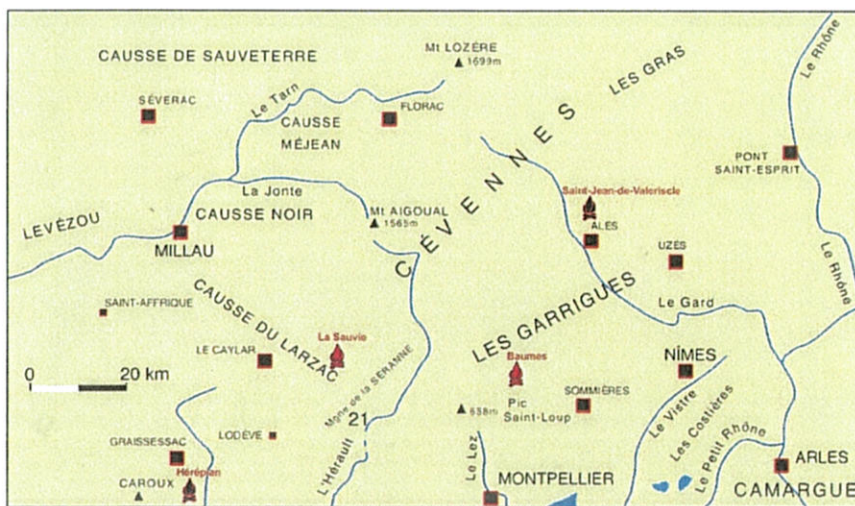 CAUSSE DE SAUVETERRE
Mt LOZÈRE
1699m
LES GRAS
Le Rhône
SÉVERAC
Le Tarn
FLORAC
CAUSSE
MÉJEAN
CÉVENNES
PONT
SAINT-ESPRIT
La Jonte
Saint-Jean-de-Valeriscle
LEVÉZOU
CAUSSE NOIR
Mt AIGOUAL
1565m
ALÈS
UZÈS
MILLAU
Le Rhône
SAINT-AFFRIQUE
CAUSSE DU LARZAC
LES GARRIGUES
Le Gard
La Sauvie
LE CAYLAR
Baumes
NÎMES
0 20 km
Mgne de la SERANNE
SOMMIÈRES
Pic
Saint-Loup
658m
21
Le Vistre
Les Costières
Le Petit Rhône
GRAISSESSAC
LODÈVE
L'Hérault
Le Lez
ARLES
Hérépian
CAROUX
MONTPELLIER
CAMARGUE